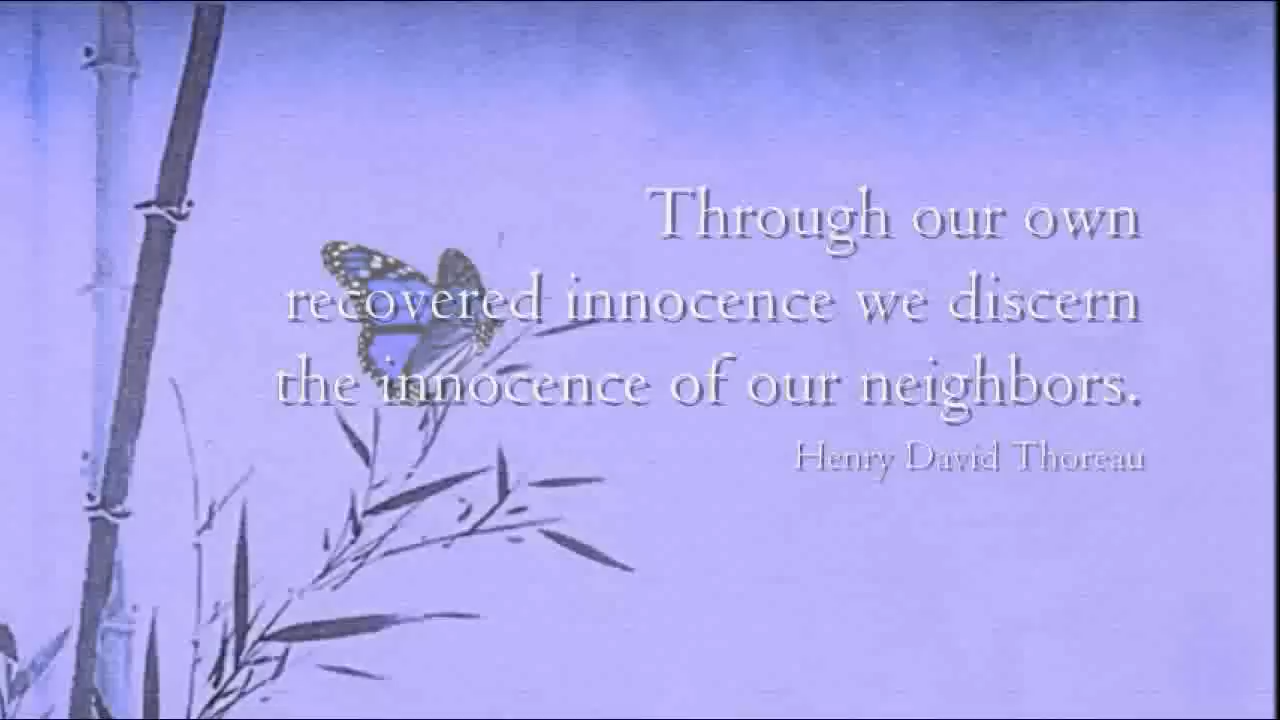 Through our own
recovered innocence we discern
the innocence of our neighbors.
Henry David Thoreau